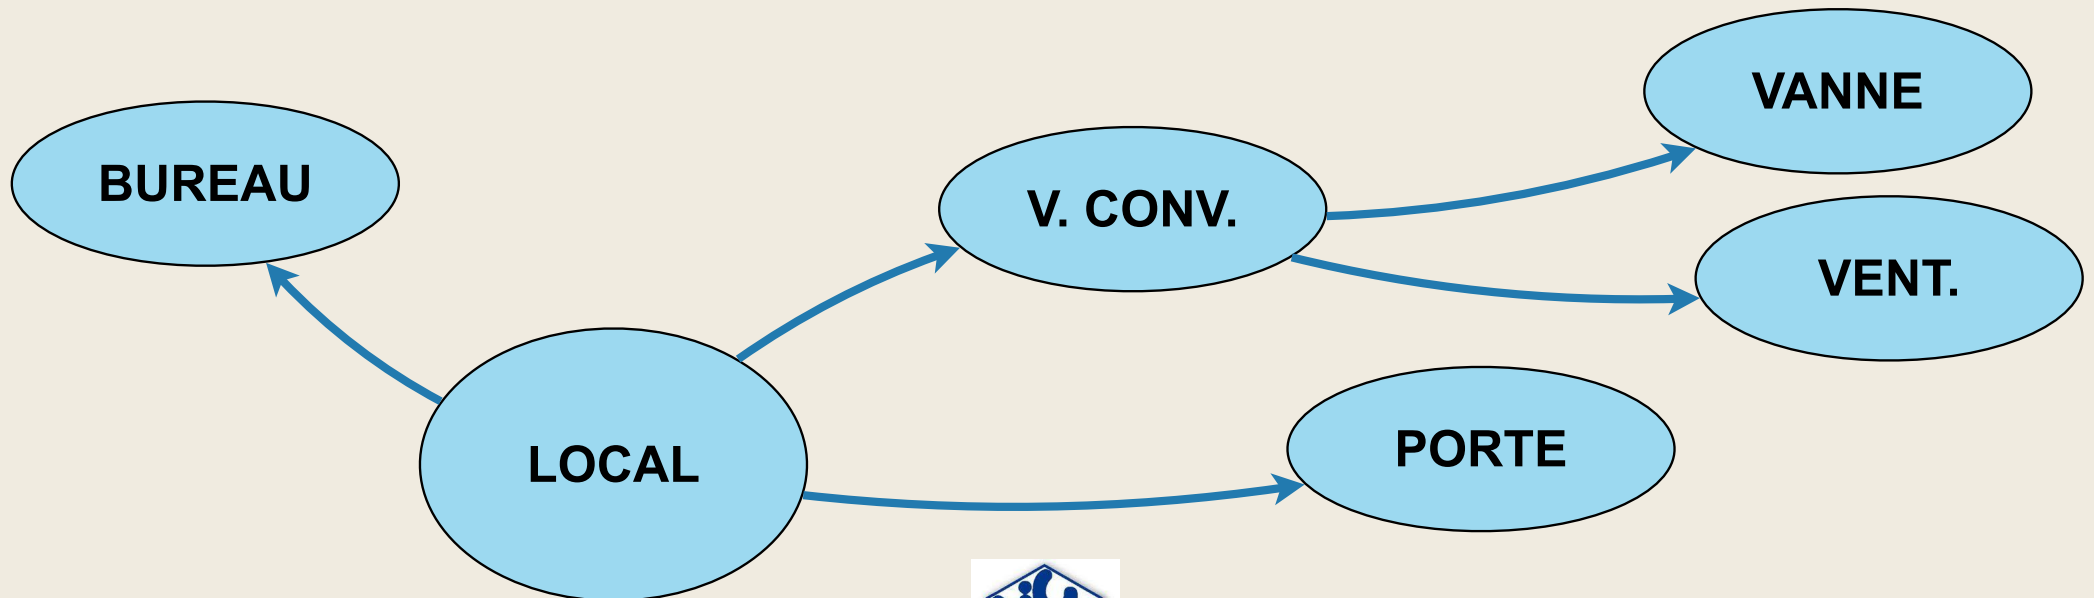 VANNE
BUREAU
V. CONV.
VENT.
PORTE
LOCAL